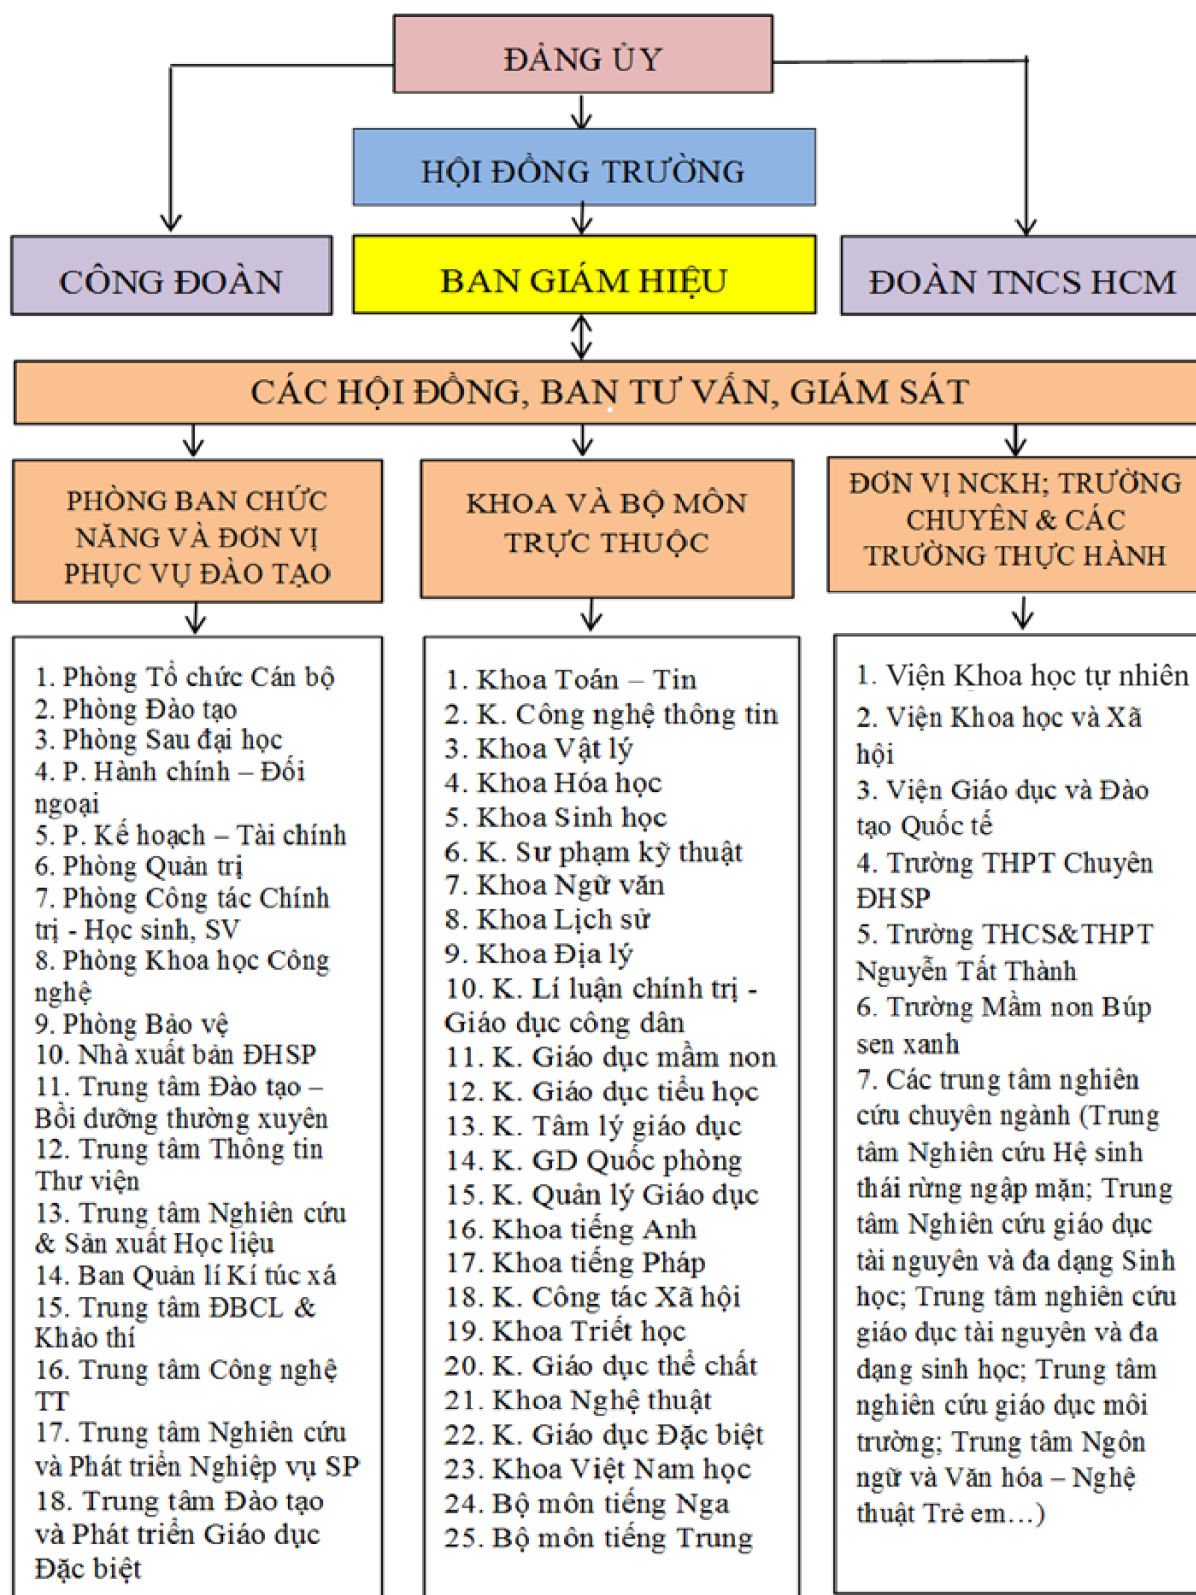 ĐẢNG ỦY
HỘI ĐỒNG TRƯỜNG
CÔNG ĐOÀN
BAN GIÁM HIỆU
ĐOÀN TNCS HCM
CÁC HỘI ĐỒNG, BAN TƯ VẤN, GIÁM SÁT
PHÒNG BAN CHỨC
NĂNG VÀ ĐƠN VỊ
PHỤC VỤ ĐÀO TẠO
KHOA VÀ BỘ MÔN
TRỰC THUỘC
ĐƠN VỊ NCKH; TRƯỜNG
CHUYÊN & CÁC
TRƯỜNG THỰC HÀNH
1. Phòng Tổ chức Cán bộ
2. Phòng Đào tạo
3. Phòng Sau đại học
4. P. Hành chính – Đối
ngoại
5. P. Kế hoạch – Tài chính
6. Phòng Quản trị
7. Phòng Công tác Chính
trị - Học sinh, SV
8. Phòng Khoa học Công
nghệ
9. Phòng Bảo vệ
10. Nhà xuất bản ĐHSP
11. Trung tâm Đào tạo –
Bồi dưỡng thường xuyên
12. Trung tâm Thông tin
Thư viện
13. Trung tâm Nghiên cứu
& Sản xuất Học liệu
14. Ban Quản lí Kí túc xá
15. Trung tâm ĐBCL &
Khảo thí
16. Trung tâm Công nghệ
TT
17. Trung tâm Nghiên cứu
và Phát triển Nghiệp vụ SP
18. Trung tâm Đào tạo
và Phát triển Giáo dục
Đặc biệt
1. Khoa Toán – Tin
2. K. Công nghệ thông tin
3. Khoa Vật lý
4. Khoa Hóa học
5. Khoa Sinh học
6. K. Sư phạm kỹ thuật
7. Khoa Ngữ văn
8. Khoa Lịch sử
9. Khoa Địa lý
10. K. Lí luận chính trị -
Giáo dục công dân
11. K. Giáo dục mầm non
12. K. Giáo dục tiểu học
13. K. Tâm lý giáo dục
14. K. GD Quốc phòng
15. K. Quản lý Giáo dục
16. Khoa tiếng Anh
17. Khoa tiếng Pháp
18. K. Công tác Xã hội
19. Khoa Triết học
20. K. Giáo dục thể chất
21. Khoa Nghệ thuật
22. K. Giáo dục Đặc biệt
23. Khoa Việt Nam học
24. Bộ môn tiếng Nga
25. Bộ môn tiếng Trung
1. Viện Khoa học tự nhiên
2. Viện Khoa học và Xã
hội
3. Viện Giáo dục và Đào
tạo Quốc tế
4. Trường THPT Chuyên
ĐHSP
5. Trường THCS&THPT
Nguyễn Tất Thành
6. Trường Mầm non Búp
sen xanh
7. Các trung tâm nghiên
cứu chuyên ngành (Trung
tâm Nghiên cứu Hệ sinh
thái rừng ngập mặn; Trung
tâm Nghiên cứu giáo dục
tài nguyên và đa dạng Sinh
học; Trung tâm nghiên cứu
giáo dục tài nguyên và đa
dạng sinh học; Trung tâm
nghiên cứu giáo dục môi
trường; Trung tâm Ngôn
ngữ và Văn hóa – Nghệ
thuật Trẻ em…)